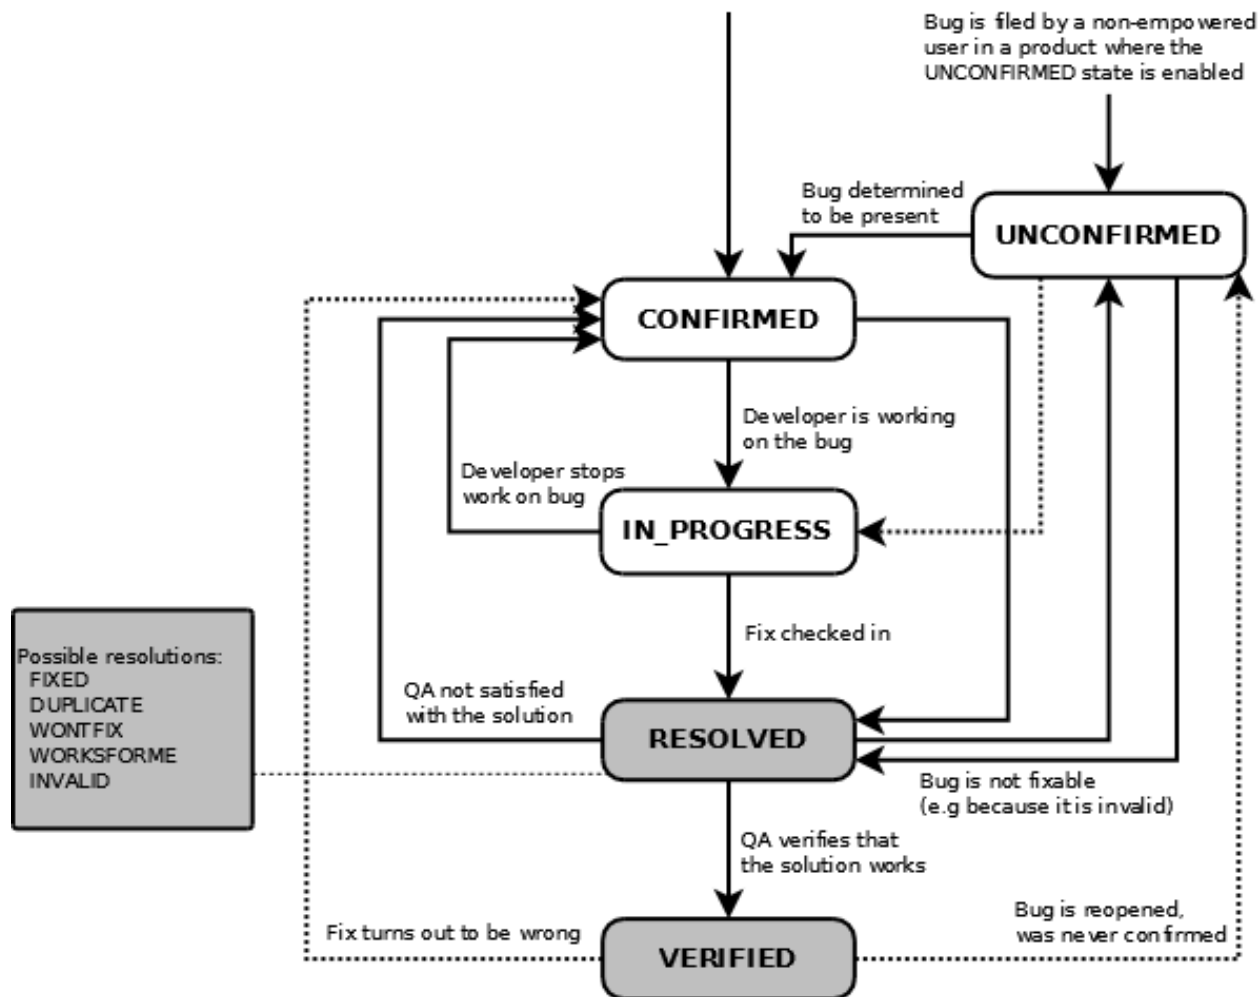 Bug is filed by a non-empowered
user in a product where the
UNCONFIRMED state is enabled
Bug determined
to be present
UNCONFIRMED
CONFIRMED
Developer is working
on the bug
Developer stops
work on bug
IN_PROGRESS
Fix checked in
Possible resolutions:
FIXED
DUPLICATE
WONTFIX
WORKSFORME
INVALID
QA not satisfied
with the solution
RESOLVED
Bug is not fixable
(e.g because it is invalid)
QA verifies that
the solution works
Bug is reopened,
was never confirmed
Fix turns out to be wrong
VERIFIED